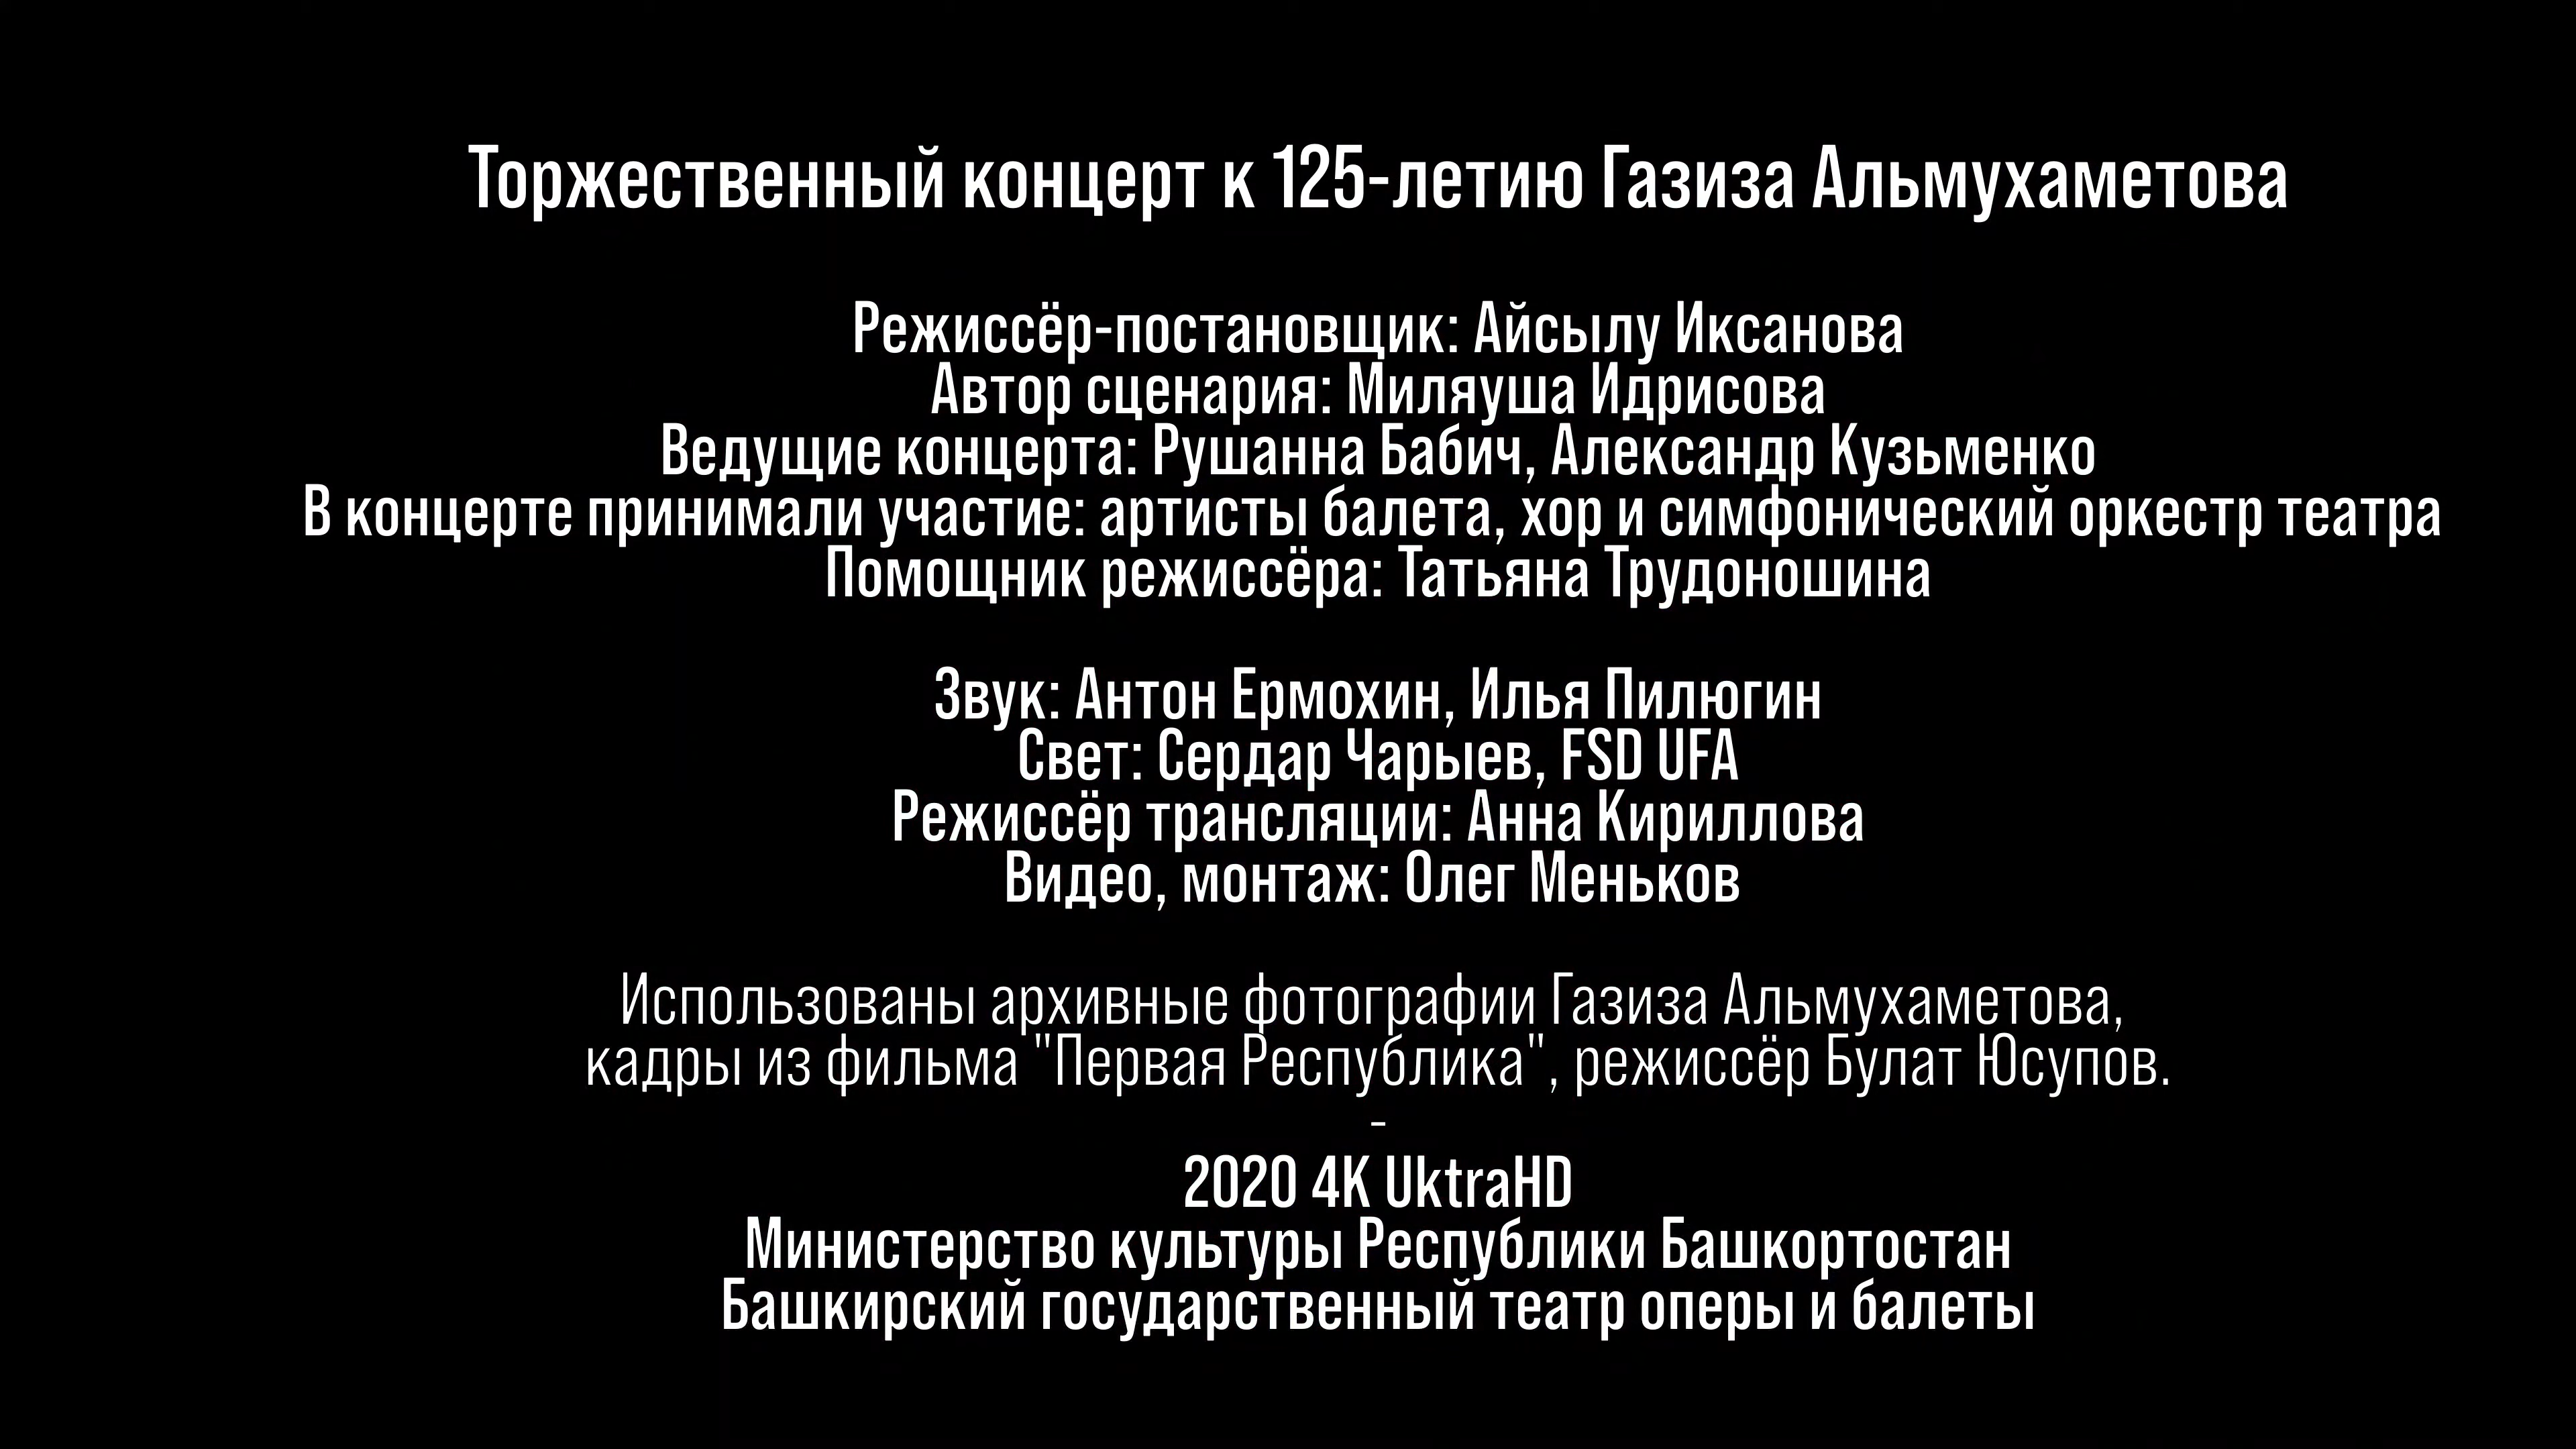 Торжественный концерт к 125-летию Газиза Альмухаметова
Режиссёр-постановщик: Айсылу Иксанова
Автор сценария: Миляуша Идрисова
Ведущие концерта: Рушанна Бабич, Александр Кузьменко
В концерте принимали участие: артисты балета, хор и симфонический оркестр театра
Помощник режиссёра: Татьяна Трудоношина
Звук: Антон Ермохин, Илья Пилюгин
Свет: Сердар Чарыев, FSD UFA
Режиссёр трансляции: Анна Кириллова
Видео, монтаж: Олег Меньков
Использованы архивные фотографии Газиза Альмухаметова,
кадры из фильма "Первая Республика", режиссёр Булат Юсупов.
-
2020 4K UktraHD
Министерство культуры Республики Башкортостан
Башкирский государственный театр оперы и балеты